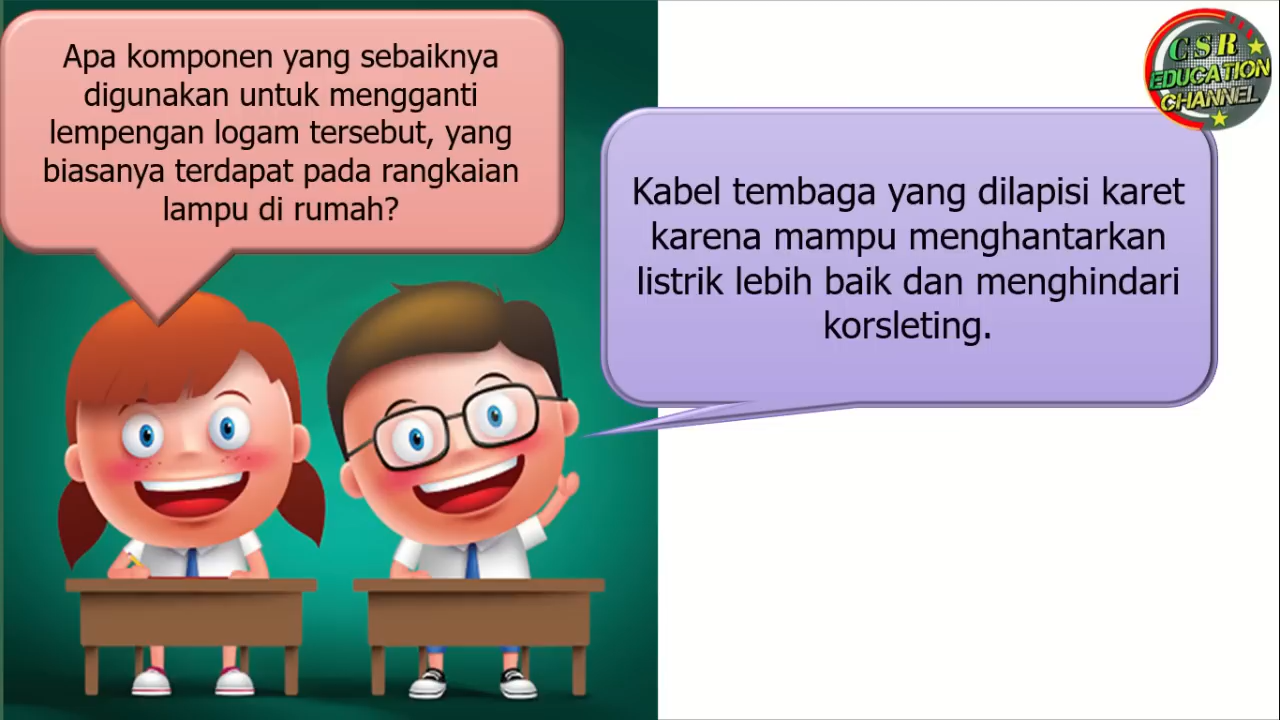 Apa komponen yang sebaiknya
digunakan untuk mengganti
lempengan logam tersebut, yang
biasanya terdapat pada rangkaian
lampu di rumah?
Kabel tembaga yang dilapisi karet
karena mampu menghantarkan
listrik lebih baik dan menghindari
korsleting.
CSR
EDUCATION
CHANNEL